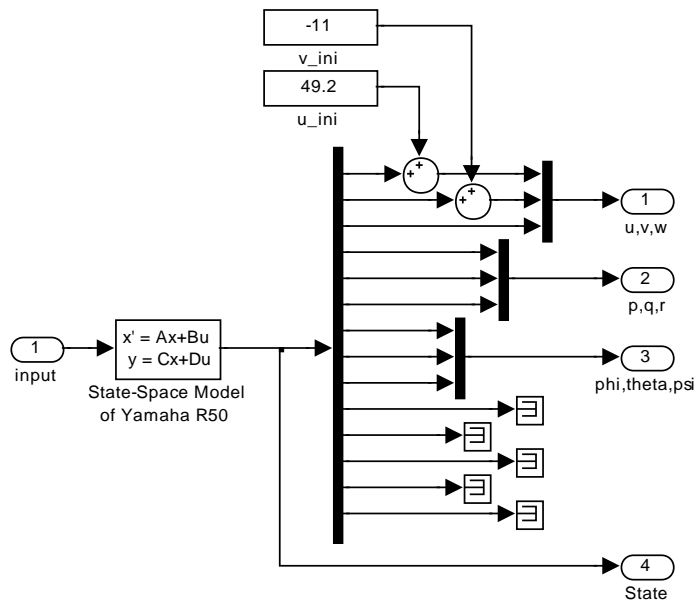 -11
v_ini
49.2
u_ini
+
+
+
+
1
u,v,w
2
p,q,r
1
input
x' = Ax+Bu
y = Cx+Du
State-Space Model
of Yamaha R50
3
phi,theta,psi
4
State